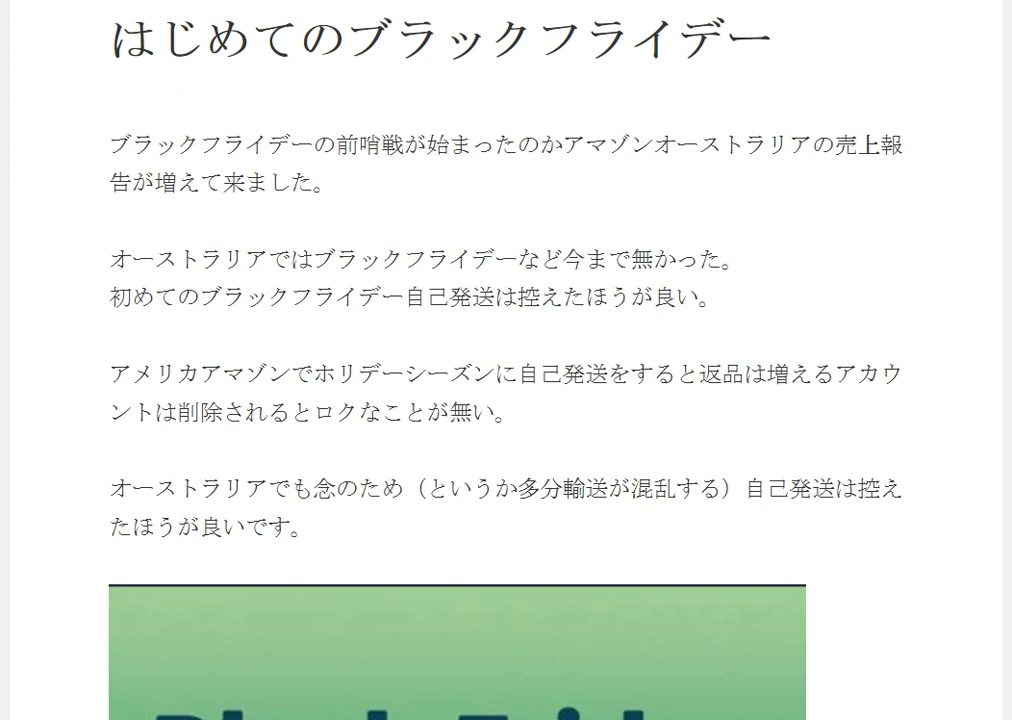 はじめてのブラックフライデー
ブラックフライデーの前哨戦が始まったのかアマゾンオーストラリアの売上報
告が増えて来ました。
オーストラリアではブラックフライデーなど今まで無かった。
初めてのブラックフライデー自己発送は控えたほうが良い。
アメリカアマゾンでホリデーシーズンに自己発送をすると返品は増えるアカウ
ントは削除されるとロクなことが無い。
オーストラリアでも念のため（というか多分輸送が混乱する）自己発送は控え
たほうが良いです。